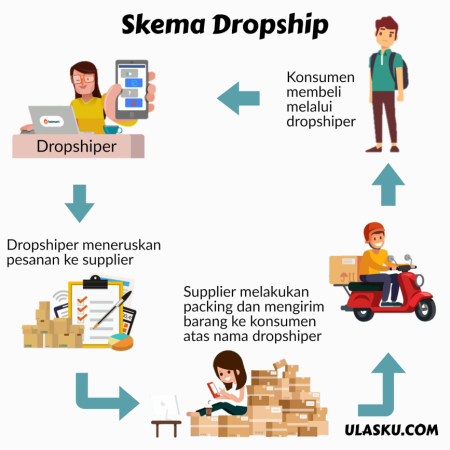 Skema Dropship
Konsumen
membeli
melalui
dropshiper
Dropshiper
Dropshiper meneruskan
pesanan ke supplier
Supplier melakukan
packing dan mengirim
barang ke konsumen
atas nama dropshiper
ULASKU.COM